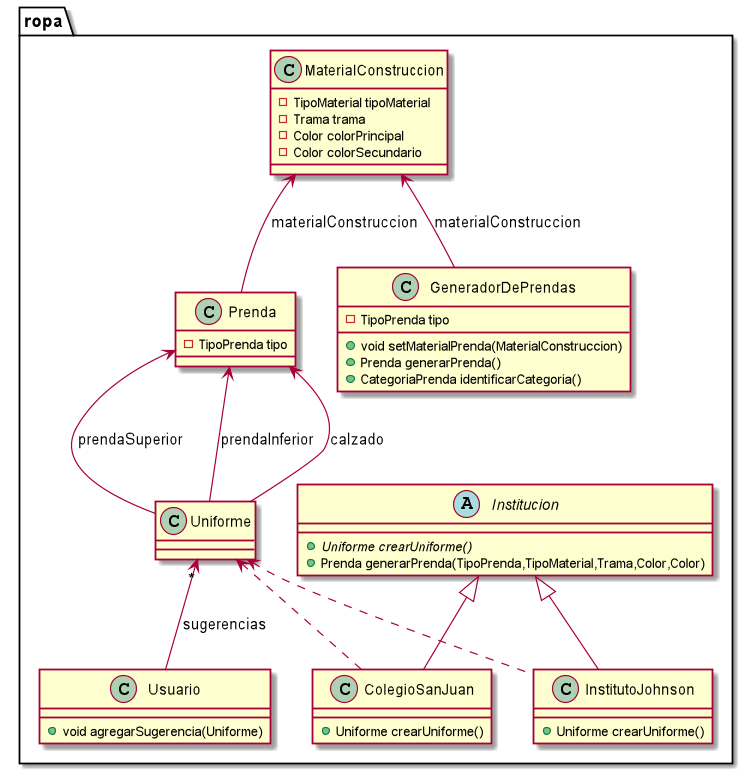 ropa
C MaterialConstruccion
TipoMaterial tipoMaterial
Trama trama
Color colorPrincipal
Color colorSecundario
materialConstruccion
materialConstruccion
C Prenda
TipoPrenda tipo
C GeneradorDePrendas
TipoPrenda tipo
void setMaterialPrenda(MaterialConstruccion)
Prenda generarPrenda()
CategoriaPrenda identificarCategoria()
prendaSuperior
prendaInferior
calzado
C Uniforme
A Institucion
Uniforme crearUniforme()
Prenda generarPrenda(TipoPrenda,TipoMaterial,Trama,Color,Color)
*
sugerencias
C Usuario
void agregarSugerencia(Uniforme)
C ColegioSanJuan
Uniforme crearUniforme()
C InstitutoJohnson
Uniforme crearUniforme()